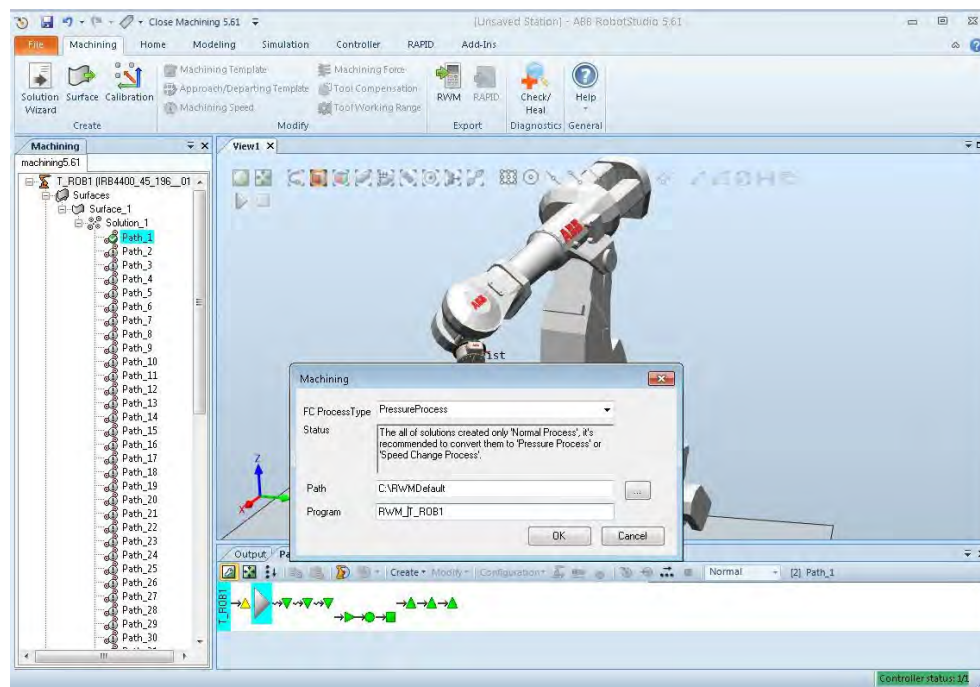 Close Machining 5.61
[Unsaved Station] - ABB RobotStudio 5.61
File Machining Home Modeling Simulation Controller RAPID Add-Ins
Solution Wizard
Surface
Calibration
Create
Machining Template
Approach/Departing Template
Machining Speed
Machining Force
Tool Compensation
Tool Working Range
Modify
RWM
RAPID
Export
Check/ Heal
Diagnostics
Help
General
Machining
View1
machining5.61
T_ROB1 (IRB4400_45_196__01
Surfaces
Surface_1
Solution_1
Path_1
Path_2
Path_3
Path_4
Path_5
Path_6
Path_7
Path_8
Path_9
Path_10
Path_11
Path_12
Path_13
Path_14
Path_15
Path_16
Path_17
Path_18
Path_19
Path_20
Path_21
Path_22
Path_23
Path_24
Path_25
Path_26
Path_27
Path_28
Path_29
Path_30
ABB
ABB
Z
X
Machining
FC ProcessType PressureProcess
Status
The all of solutions created only 'Normal Process', it's
recommended to convert them to 'Pressure Process' or
'Speed Change Process'.
Path C:\RWMDefault ...
Program RWM_T_ROB1
OK Cancel
Output
Create Modify Configuration Normal [2] Path_1
T_ROB1
Controller status: 1/1